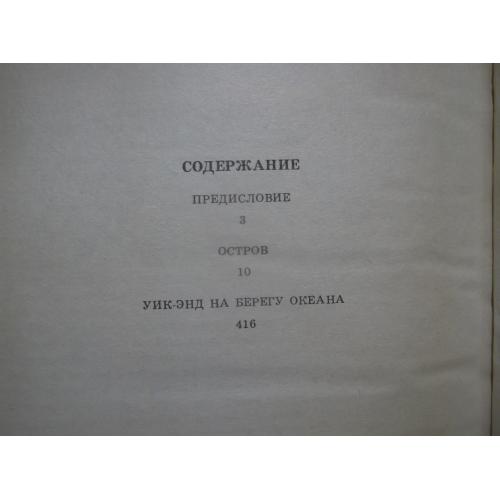 СОДЕРЖАНИЕ
ПРЕДИСЛОВИЕ
3
ОСТРОВ
10
УИК-ЭНД НА БЕРЕГУ ОКЕАНА
416